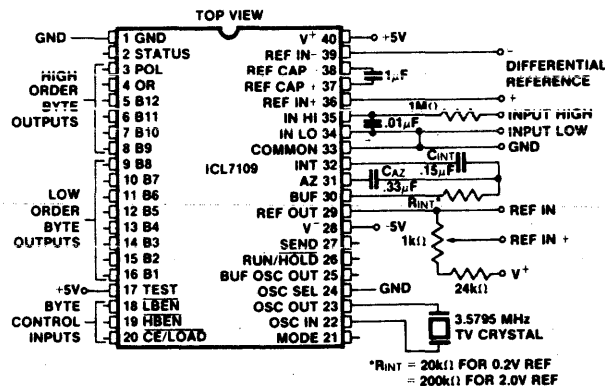 TOP VIEW
GND
1 GND
2 STATUS
3 POL
4 OR
5 B12
6 B11
7 B10
8 B9
9 B8
10 B7
11 B6
12 B5
13 B4
14 B3
15 B2
16 B1
17 TEST
18 LBEN
19 HBEN
20 CE/LOAD
HIGH
ORDER
BYTE
OUTPUTS
LOW
ORDER
BYTE
OUTPUTS
+5V
BYTE
CONTROL
INPUTS
ICL7109
V+ 40
REF IN- 39
REF CAP - 38
REF CAP + 37
REF IN+ 36
IN HI 35
IN LO 34
COMMON 33
INT 32
AZ 31
BUF 30
REF OUT 29
V- 28
SEND 27
RUN/HOLD 26
BUF OSC OUT 25
OSC SEL 24
OSC OUT 23
OSC IN 22
MODE 21
+5V
-
DIFFERENTIAL
REFERENCE
1µF
+
1MΩ
INPUT HIGH
.01µF
INPUT LOW
GND
CINT
.15µF
CAZ
.33µF
RINT*
REF IN
-5V
1kΩ
REF IN +
V+
24kΩ
GND
3.5795 MHz
TV CRYSTAL
*RINT = 20kΩ FOR 0.2V REF
= 200kΩ FOR 2.0V REF